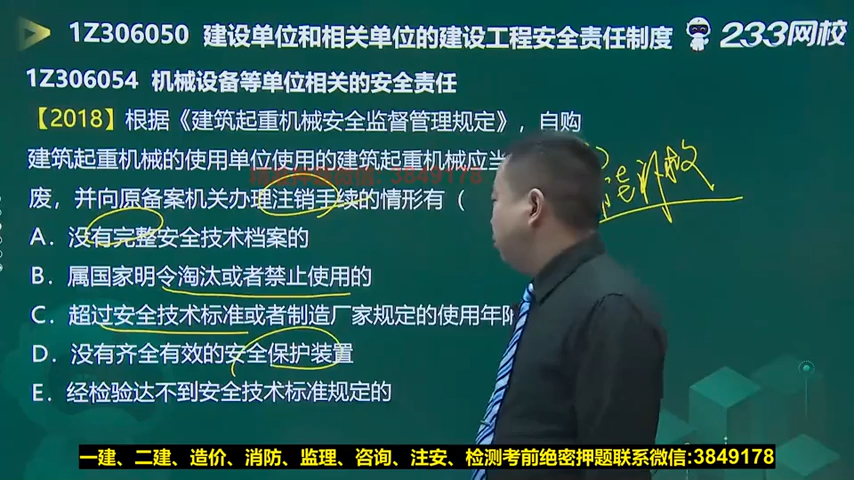 1Z306050 建设单位和相关单位的建设工程安全责任制度
233网校
1Z306054 机械设备等单位相关的安全责任
【2018】根据《建筑起重机械安全监督管理规定》,自购
建筑起重机械的使用单位使用的建筑起重机械应当
废,并向原备案机关办理注销手续的情形有(
A. 没有完整安全技术档案的
B. 属国家明令淘汰或者禁止使用的
C. 超过安全技术标准或者制造厂家规定的使用年
D. 没有齐全有效的安全保护装置
E. 经检验达不到安全技术标准规定的
一建、二建、造价、消防、监理、咨询、注安、检测考前绝密押题联系微信:3849178